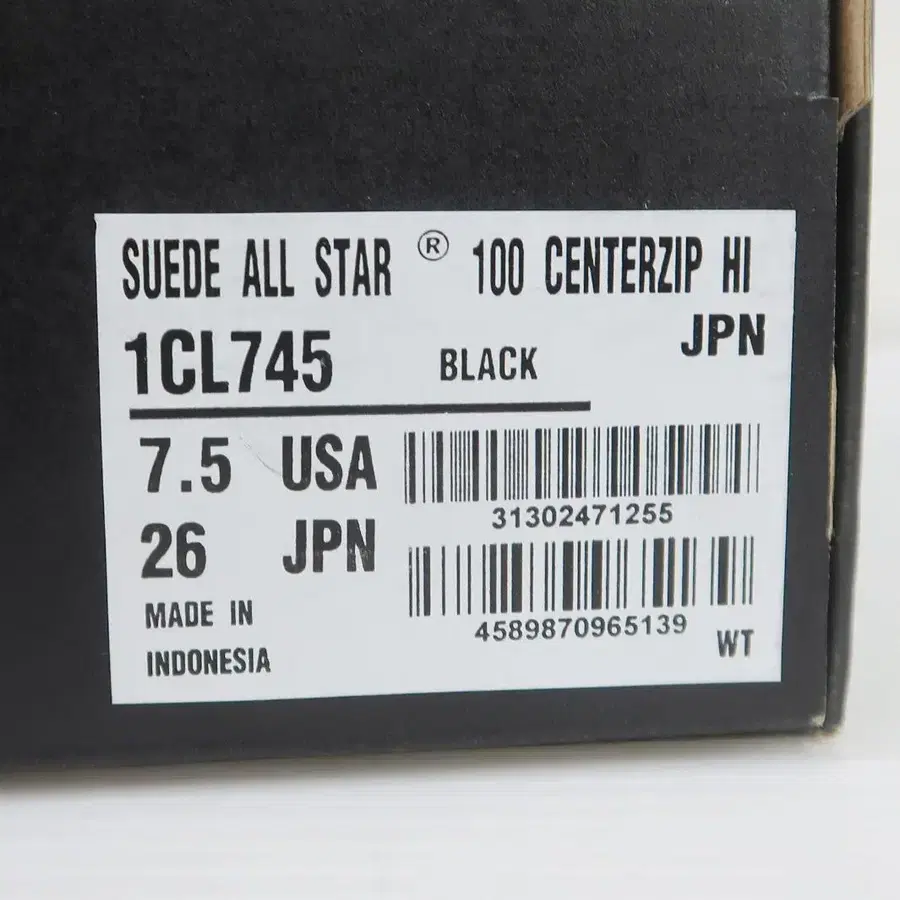 SUEDE ALL STAR ® 100 CENTERZIP HI
1CL745 BLACK JPN
7.5 USA
31302471255
26 JPN
4589870965139
MADE IN
INDONESIA
WT